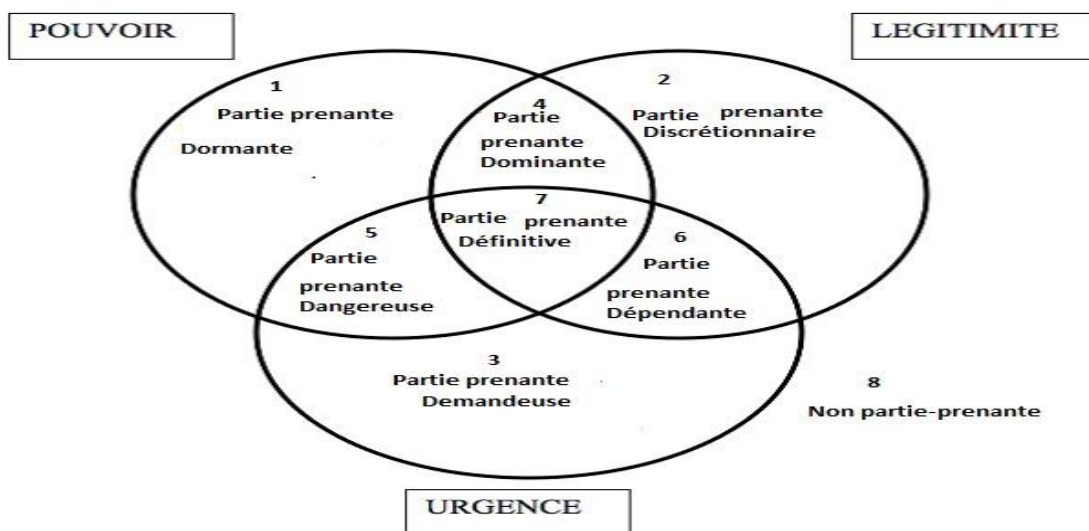 POUVOIR
LEGITIMITE
1
Partie prenante
Dormante
2
Partie prenante
Discrétionnaire
4
Partie
prenante
Dominante
7
Partie prenante
Définitive
5
Partie
prenante
Dangereuse
6
Partie
prenante
Dépendante
3
Partie prenante
Demandeuse
8
Non partie-prenante
URGENCE